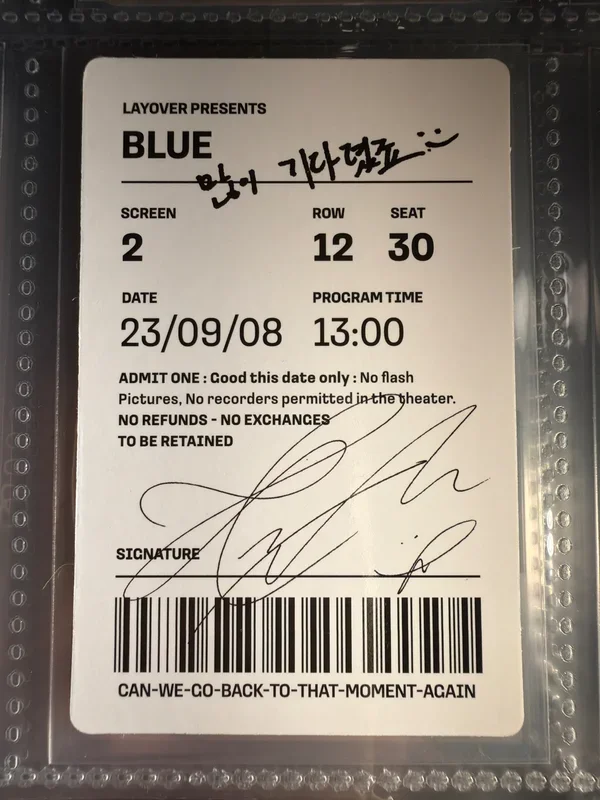 LAYOVER PRESENTS
BLUE
많이 기다렸죠
SCREEN ROW SEAT
2 12 30
DATE PROGRAM TIME
23/09/08 13:00
ADMIT ONE : Good this date only : No flash
Pictures, No recorders permitted in the theater.
NO REFUNDS - NO EXCHANGES
TO BE RETAINED
SIGNATURE
CAN-WE-GO-BACK-TO-THAT-MOMENT-AGAIN